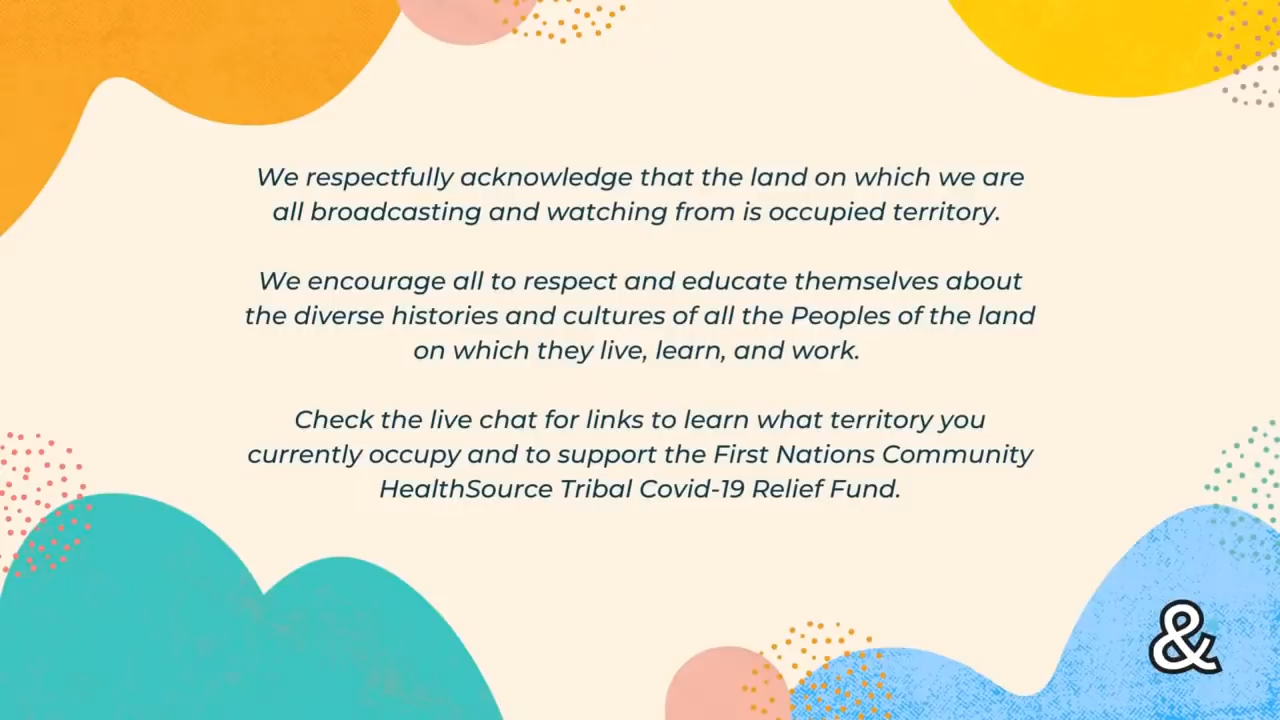 We respectfully acknowledge that the land on which we are
all broadcasting and watching from is occupied territory.
We encourage all to respect and educate themselves about
the diverse histories and cultures of all the Peoples of the land
on which they live, learn, and work.
Check the live chat for links to learn what territory you
currently occupy and to support the First Nations Community
HealthSource Tribal Covid-19 Relief Fund.
&